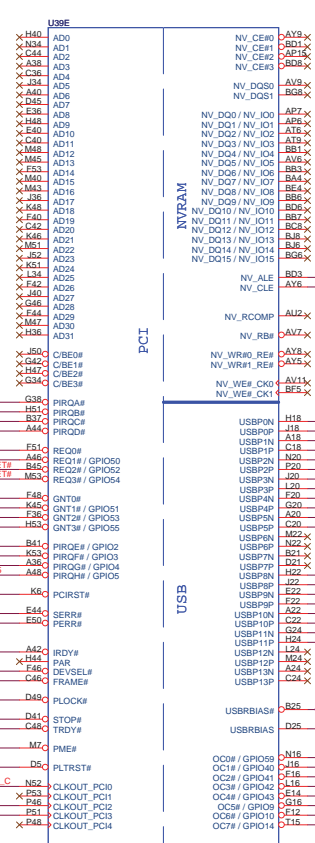 U39E
H40 AD0
N34 AD1
C44 AD2
A38 AD3
C36 AD4
J34 AD5
A40 AD6
D45 AD7
E36 AD8
H48 AD9
E40 AD10
C40 AD11
M48 AD12
M45 AD13
F53 AD14
M40 AD15
M43 AD16
J36 AD17
K48 AD18
F40 AD19
C42 AD20
K46 AD21
M51 AD22
J52 AD23
K51 AD24
L34 AD25
F42 AD26
J40 AD27
G46 AD28
F44 AD29
M47 AD30
H36 AD31
J50 C/BE0#
G42 C/BE1#
H47 C/BE2#
G34 C/BE3#
G38 PIRQA#
H51 PIRQB#
B37 PIRQC#
A44 PIRQD#
F51 REQ0#
A46 REQ1# / GPIO50
B45 REQ2# / GPIO52
M53 REQ3# / GPIO54
F48 GNT0#
K45 GNT1# / GPIO51
F36 GNT2# / GPIO53
H53 GNT3# / GPIO55
B41 PIRQE# / GPIO2
K53 PIRQF# / GPIO3
A36 PIRQG# / GPIO4
A48 PIRQH# / GPIO5
K6 PCIRST#
E44 SERR#
E50 PERR#
A42 IRDY#
H44 PAR
F46 DEVSEL#
C46 FRAME#
D49 PLOCK#
D41 STOP#
C48 TRDY#
M7 PME#
D5 PLTRST#
N52 CLKOUT_PCI0
P53 CLKOUT_PCI1
P46 CLKOUT_PCI2
P51 CLKOUT_PCI3
P48 CLKOUT_PCI4
PCI
NVRAM
USB
NV_CE#0 AY9
NV_CE#1 BD1
NV_CE#2 AP15
NV_CE#3 BD8
NV_DQS0 AV9
NV_DQS1 BG8
NV_DQ0 / NV_IO0 AP7
NV_DQ1 / NV_IO1 AP6
NV_DQ2 / NV_IO2 AT6
NV_DQ3 / NV_IO3 AT9
NV_DQ4 / NV_IO4 BB1
NV_DQ5 / NV_IO5 AV6
NV_DQ6 / NV_IO6 BB3
NV_DQ7 / NV_IO7 BA4
NV_DQ8 / NV_IO8 BE4
NV_DQ9 / NV_IO9 BB6
NV_DQ10 / NV_IO10 BD6
NV_DQ11 / NV_IO11 BB7
NV_DQ12 / NV_IO12 BC8
NV_DQ13 / NV_IO13 BJ8
NV_DQ14 / NV_IO14 BJ6
NV_DQ15 / NV_IO15 BG6
NV_ALE BD3
NV_CLE AY6
NV_RCOMP AU2
NV_RB# AV7
NV_WR#0_RE# AY8
NV_WR#1_RE# AY5
NV_WE#_CK0 AV11
NV_WE#_CK1 BF5
USBP0N H18
USBP0P J18
USBP1N A18
USBP1P C18
USBP2N N20
USBP2P P20
USBP3N J20
USBP3P L20
USBP4N F20
USBP4P G20
USBP5N A20
USBP5P C20
USBP6N M22
USBP6P N22
USBP7N B21
USBP7P D21
USBP8N H22
USBP8P J22
USBP9N E22
USBP9P F22
USBP10N A22
USBP10P C22
USBP11N G24
USBP11P H24
USBP12N L24
USBP12P M24
USBP13N A24
USBP13P C24
USBRBIAS# B25
USBRBIAS D25
OC0# / GPIO59 N16
OC1# / GPIO40 J16
OC2# / GPIO41 F16
OC3# / GPIO42 L16
OC4# / GPIO43 E14
OC5# / GPIO9 G16
OC6# / GPIO10 F12
OC7# / GPIO14 T15